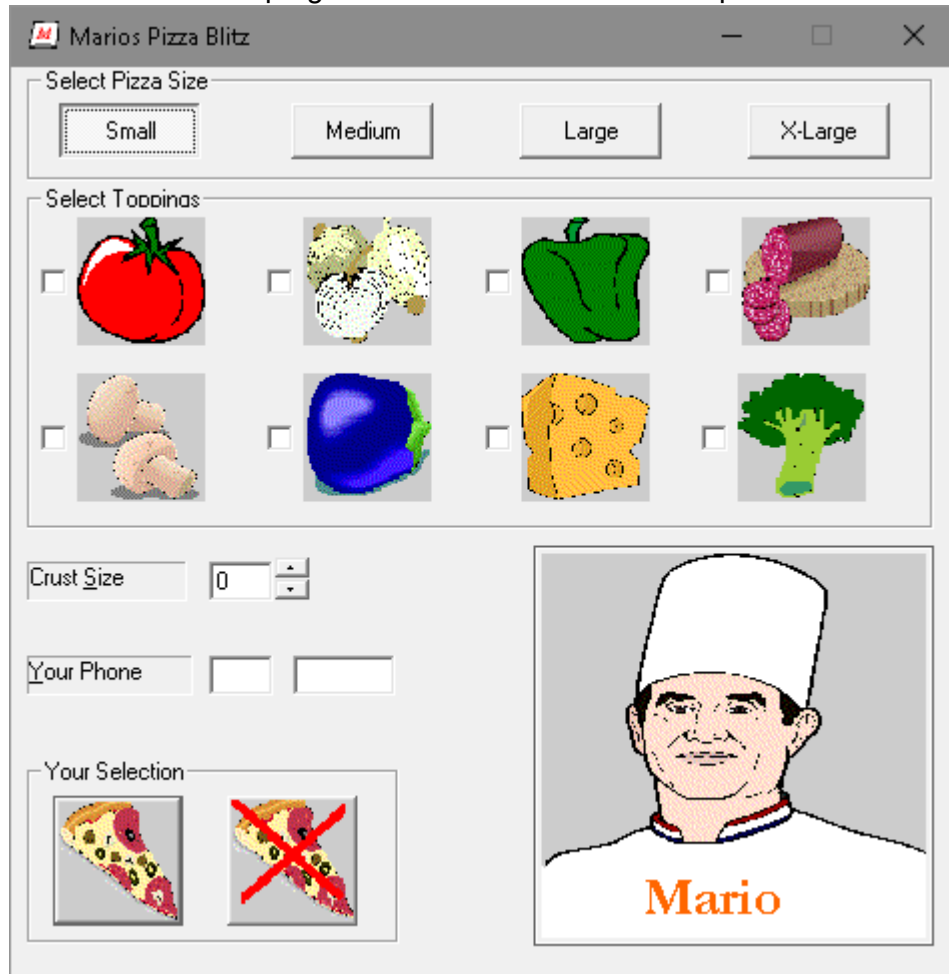 Marios Pizza Blitz
Select Pizza Size
Small Medium Large X-Large
Select Toppings
Crust Size 0
Your Phone
Your Selection
Mario